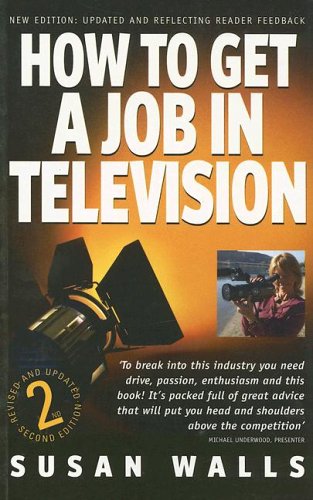 NEW EDITION: UPDATED AND REFLECTING READER FEEDBACK
HOW TO GET
A JOB IN
TELEVISION
'To break into this industry you need
drive, passion, enthusiasm and this
book! It's packed full of great advice
that will put you head and shoulders
above the competition'
MICHAEL UNDERWOOD, PRESENTER
REVISED AND UPDATED
2ND
SECOND EDITION
SUSAN WALLS